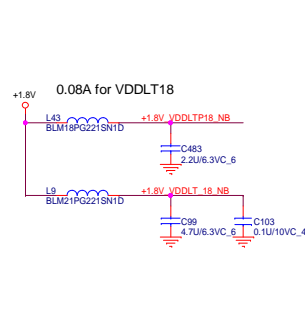 0.08A for VDDLT18
+1.8V
L43
+1.8V_VDDLTP18_NB
BLM18PG221SN1D
C483
2.2U/6.3VC_6
L9
+1.8V_VDDLT_18_NB
BLM21PG221SN1D
C99
4.7U/6.3VC_6
C103
0.1U/10VC_4